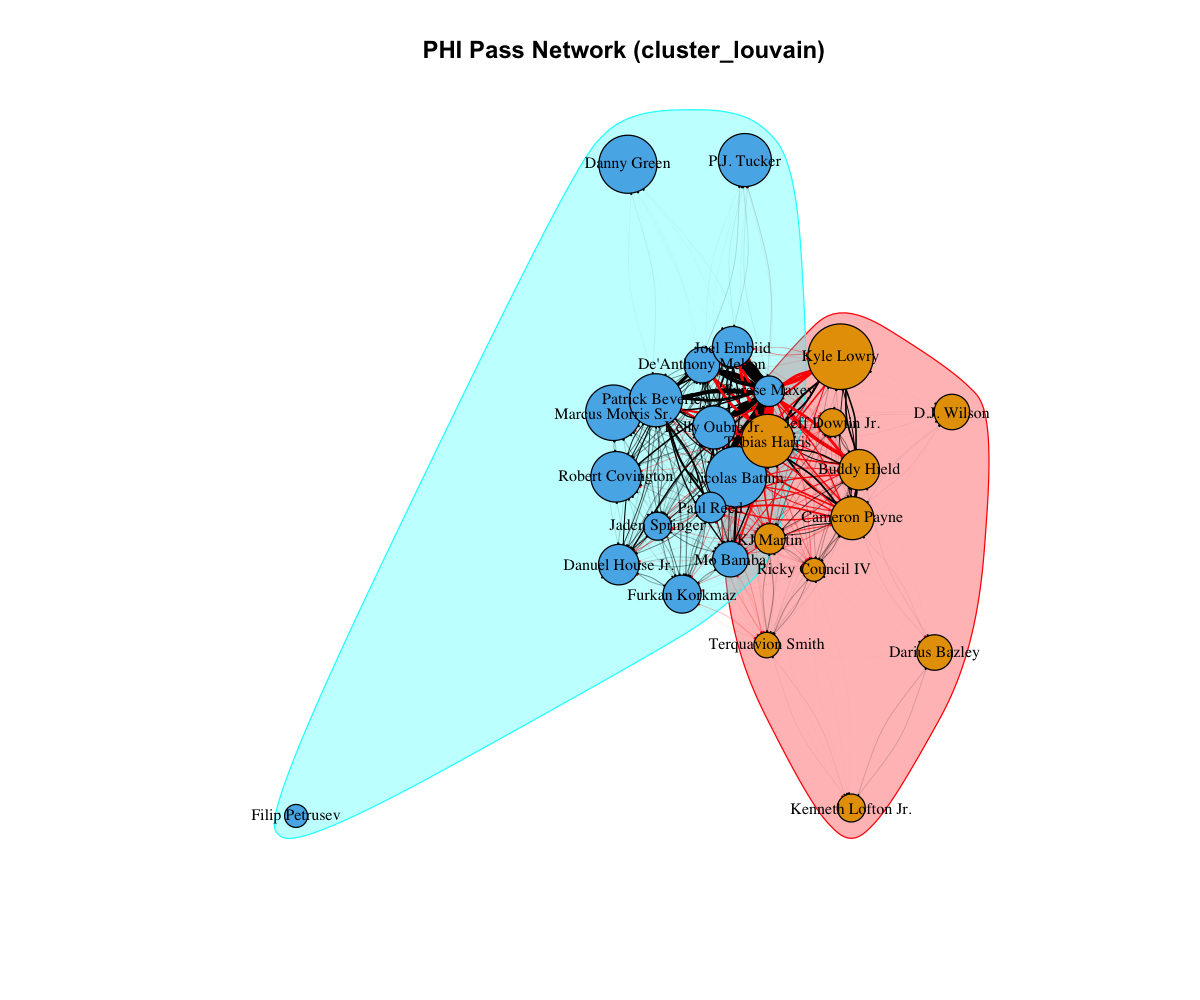 PHI Pass Network (cluster_louvain)
Danny Green
P.J. Tucker
Joel Embiid
Kyle Lowry
De'Anthony Melton
Maxey
Patrick Beverley
Marcus Morris Sr.
D.J. Wilson
Jeff Dowtin Jr.
Kelly Oubre Jr.
Tobias Harris
Buddy Hield
Robert Covington
Nicolas Batum
Paul Reed
Cameron Payne
Jaden Springer
KJ Martin
Mo Bamba
Danuel House Jr.
Ricky Council IV
Furkan Korkmaz
Terquavion Smith
Darius Bazley
Kenneth Lofton Jr.
Filip Petrusev